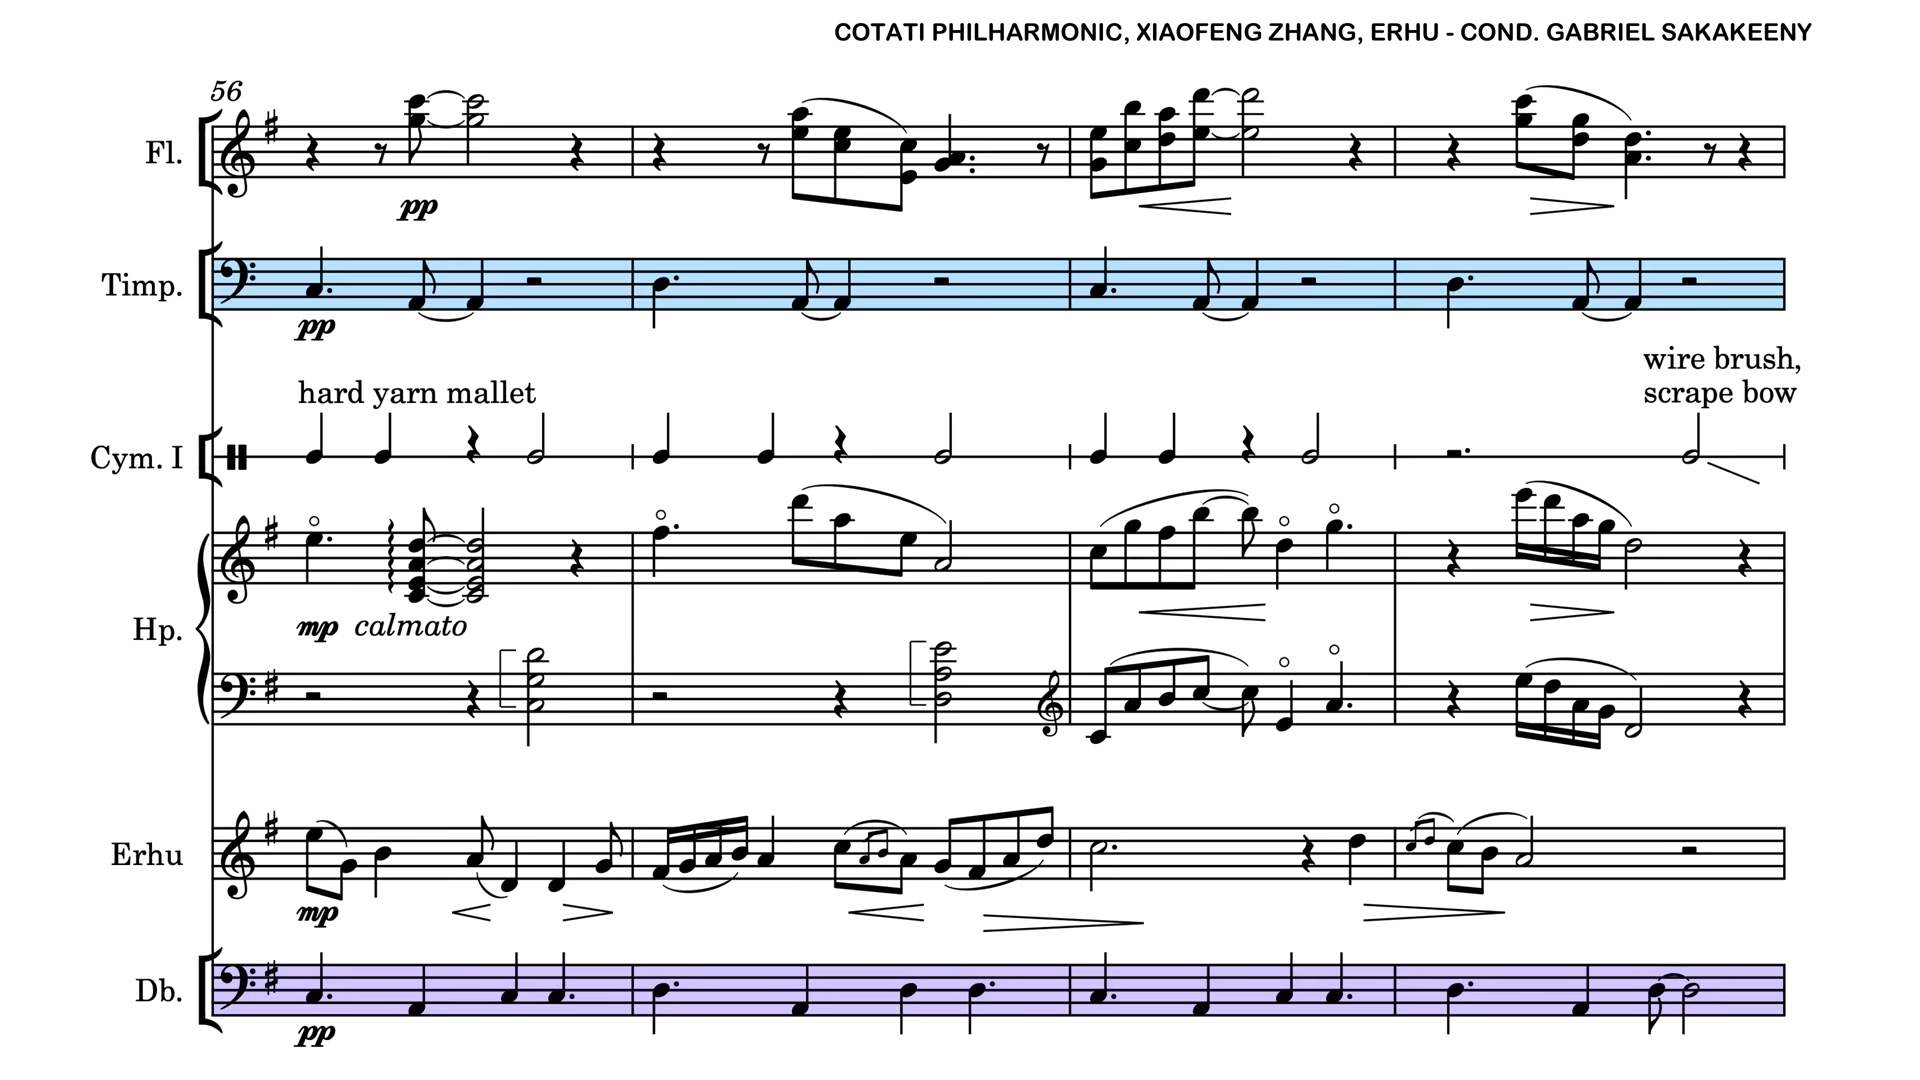 COTATI PHILHARMONIC, XIAOFENG ZHANG, ERHU - COND. GABRIEL SAKAKEENY
56
Fl.
pp
Timp.
pp
wire brush,
scrape bow
hard yarn mallet
Cym. I
Hp.
mp calmato
Erhu
mp
Db.
pp